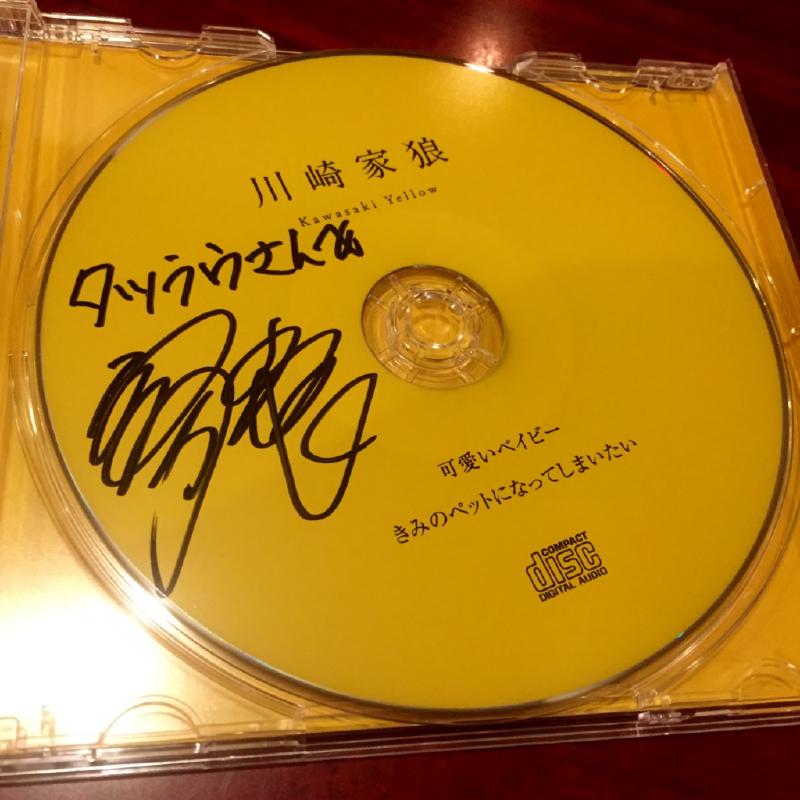 川崎家狼
Kawasaki Yellow
タツラウさんへ
可愛いベイビー
きみのペットになってしまいたい
COMPACT
disc
DIGITAL AUDIO